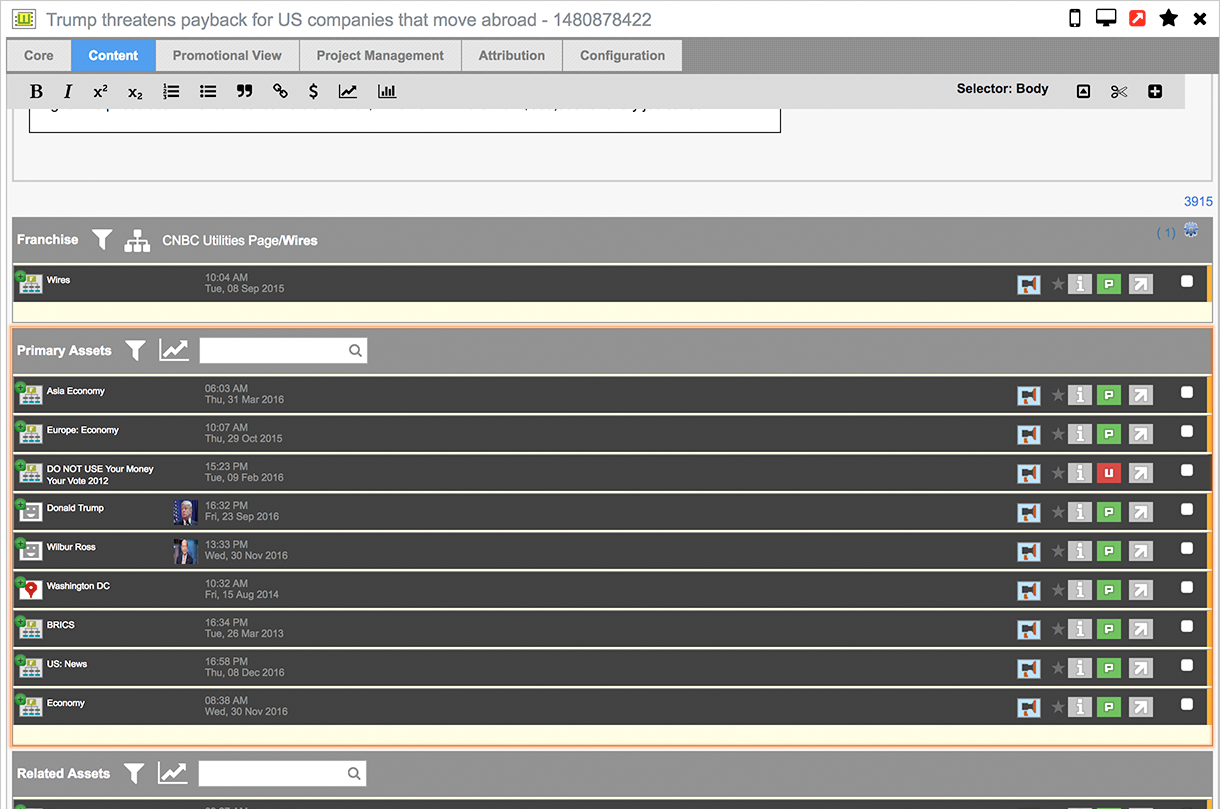 Trump threatens payback for US companies that move abroad - 1480878422
Core Content Promotional View Project Management Attribution Configuration
B I x² x₂ $ Selector: Body
3915
Franchise CNBC Utilities Page/Wires ( 1)
Wires 10:04 AM
Tue, 08 Sep 2015
i P
Primary Assets
Asia Economy 06:03 AM
Thu, 31 Mar 2016
i P
Europe: Economy 10:07 AM
Thu, 29 Oct 2015
i P
DO NOT USE Your Money 15:23 PM
Your Vote 2012 Tue, 09 Feb 2016
i U
Donald Trump 16:32 PM
Fri, 23 Sep 2016
i P
Wilbur Ross 13:33 PM
Wed, 30 Nov 2016
i P
Washington DC 10:32 AM
Fri, 15 Aug 2014
i P
BRICS 16:34 PM
Tue, 26 Mar 2013
i P
US: News 16:58 PM
Thu, 08 Dec 2016
i P
Economy 08:38 AM
Wed, 30 Nov 2016
i P
Related Assets